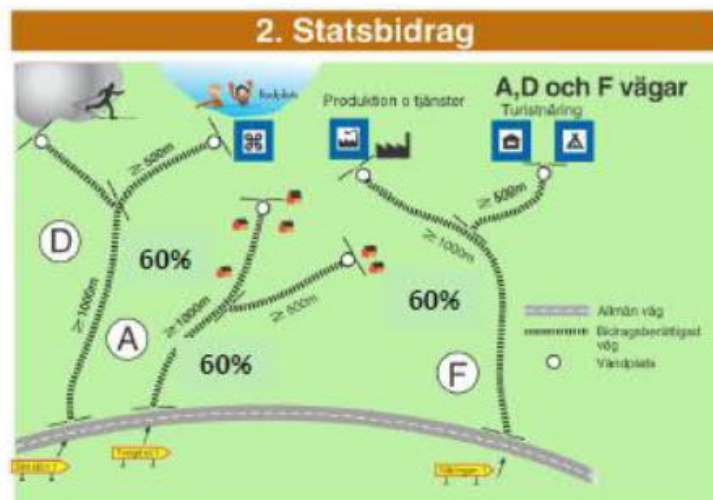 2. Statsbidrag
A,D och F vägar
Turistnäring
Produktion o tjänster
≥ 500m
≥ 500m
D
60%
≥ 1000m
≥ 1000m
≥ 1000m
60%
≥ 500m
A
60%
F
Allmän väg
Bidragsberättigad
väg
Vändplats